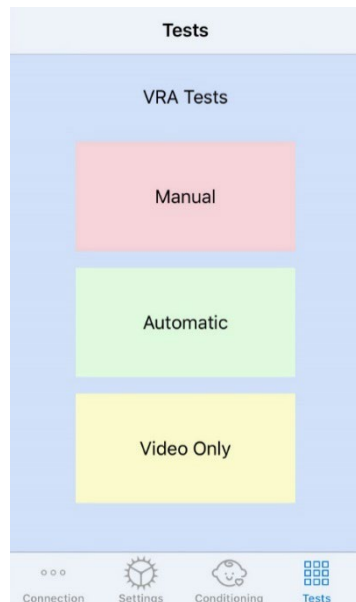 Tests
VRA Tests
Manual
Automatic
Video Only
Connection Settings Conditioning Tests